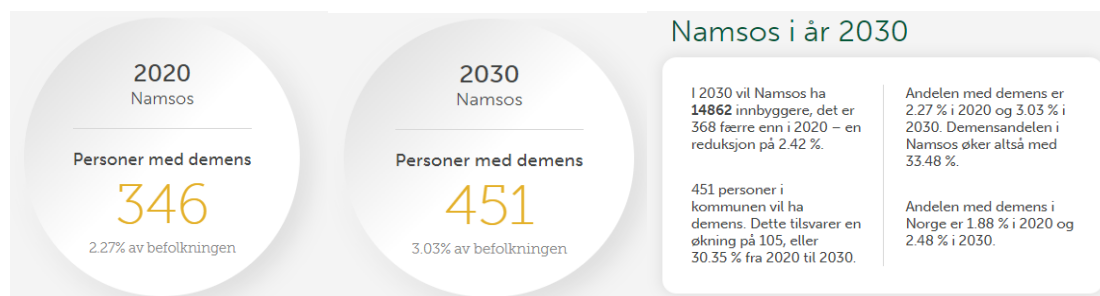 2020
Namsos
Personer med demens
346
2.27% av befolkningen
2030
Namsos
Personer med demens
451
3.03% av befolkningen
Namsos i år 2030
I 2030 vil Namsos ha
14862 innbyggere, det er
368 færre enn i 2020 – en
reduksjon på 2.42 %.
451 personer i
kommunen vil ha
demens. Dette tilsvarer en
økning på 105, eller
30.35 % fra 2020 til 2030.
Andelen med demens er
2.27 % i 2020 og 3.03 % i
2030. Demensandelen i
Namsos øker altså med
33.48 %.
Andelen med demens i
Norge er 1.88 % i 2020 og
2.48 % i 2030.